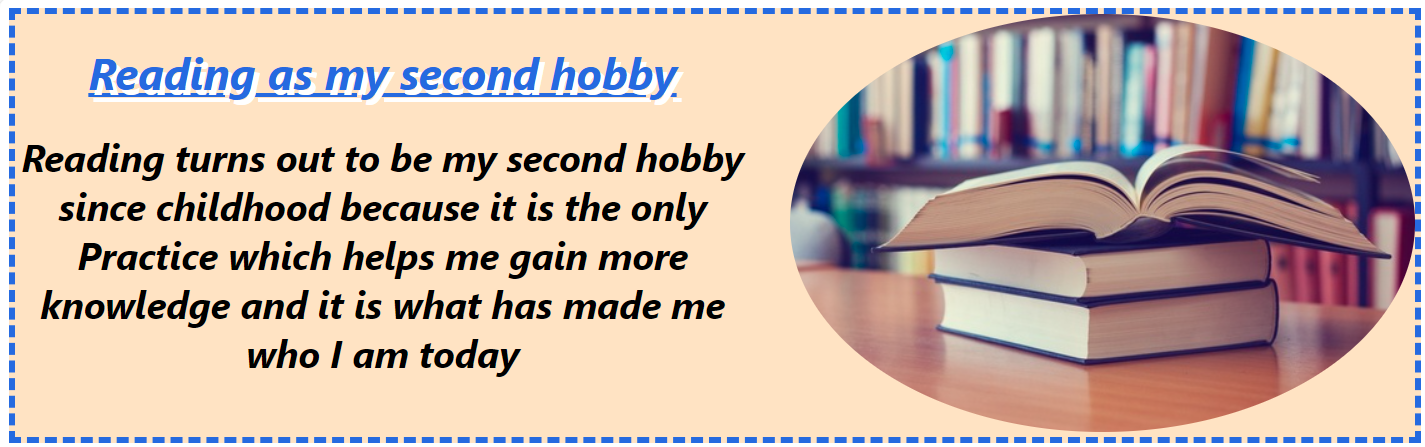 Reading as my second hobby
Reading turns out to be my second hobby
since childhood because it is the only
Practice which helps me gain more
knowledge and it is what has made me
who I am today